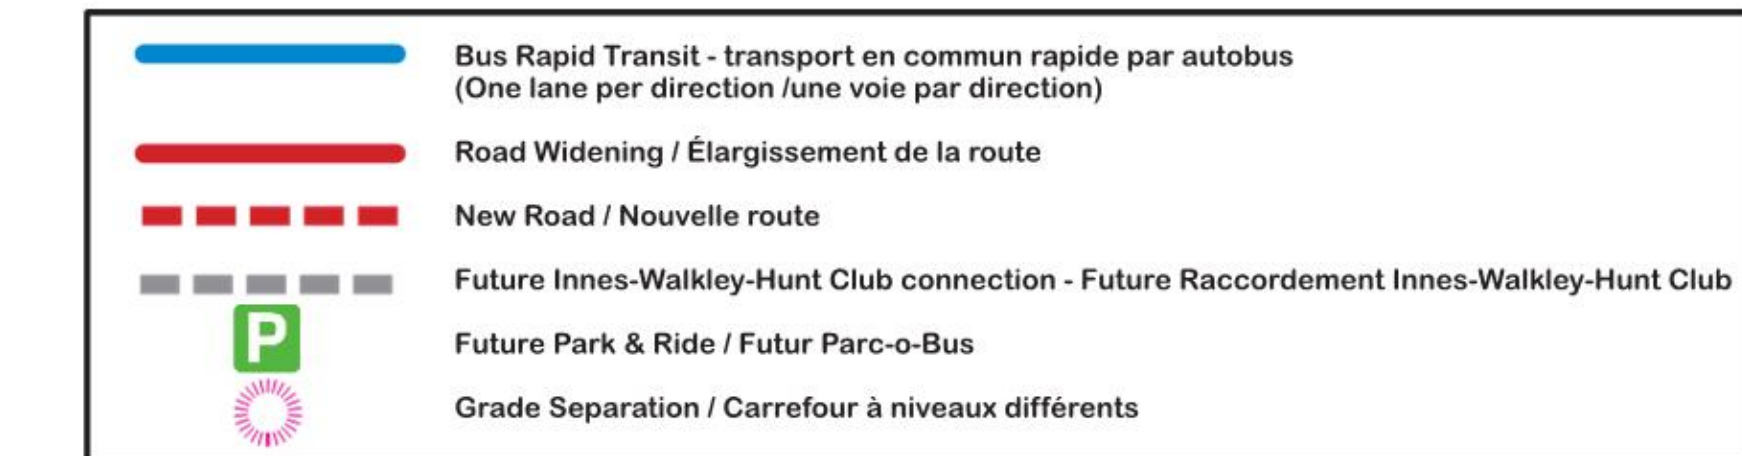 Bus Rapid Transit - transport en commun rapide par autobus
(One lane per direction /une voie par direction)
Road Widening / Élargissement de la route
New Road / Nouvelle route
Future Innes-Walkley-Hunt Club connection - Future Raccordement Innes-Walkley-Hunt Club
P
Future Park & Ride / Futur Parc-o-Bus
Grade Separation / Carrefour à niveaux différents